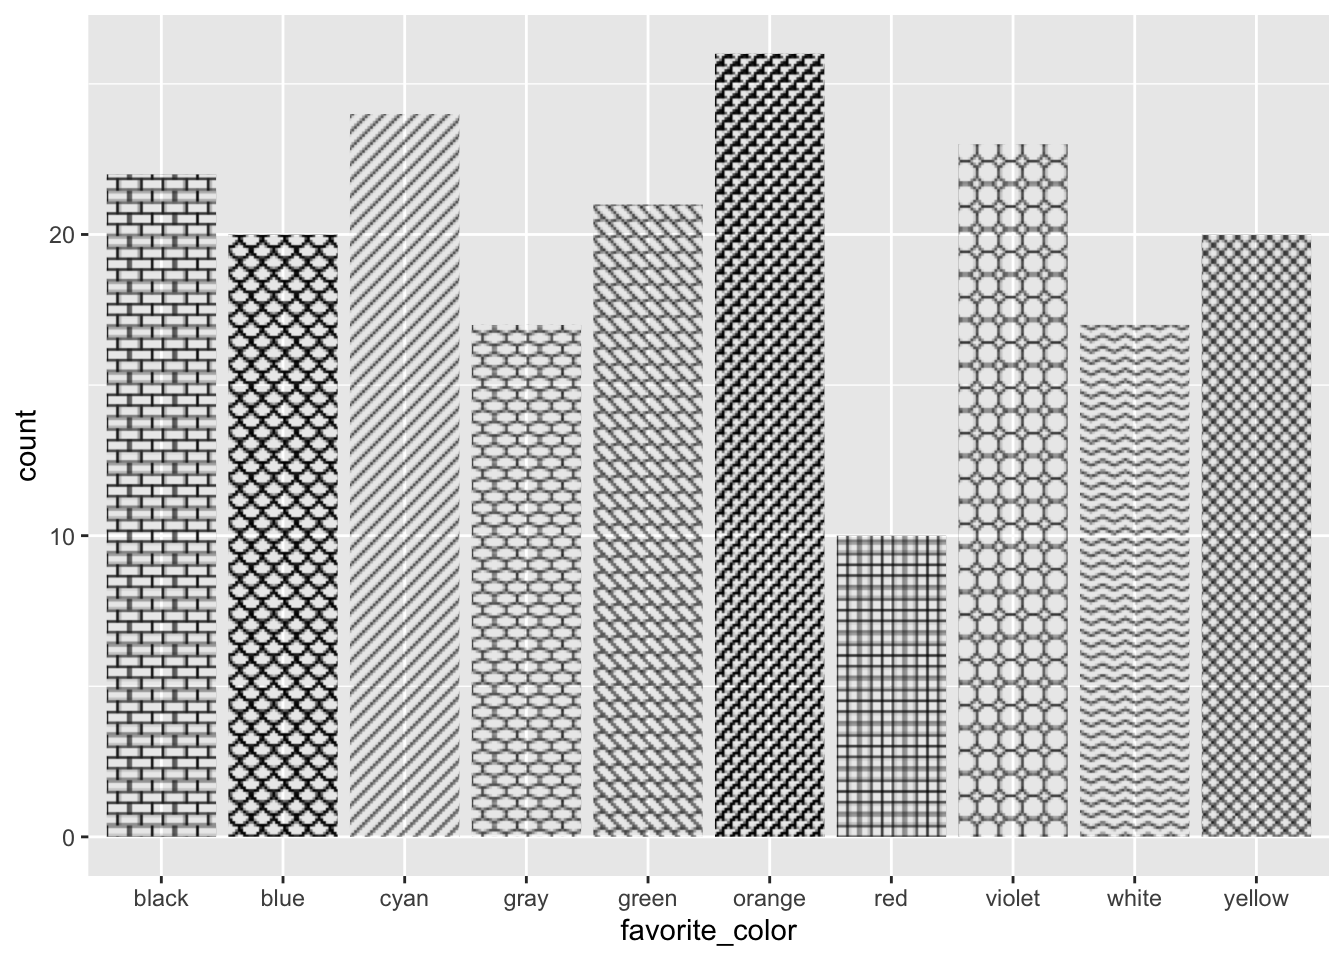 count
20
10
0
black blue cyan gray green orange red violet white yellow
favorite_color